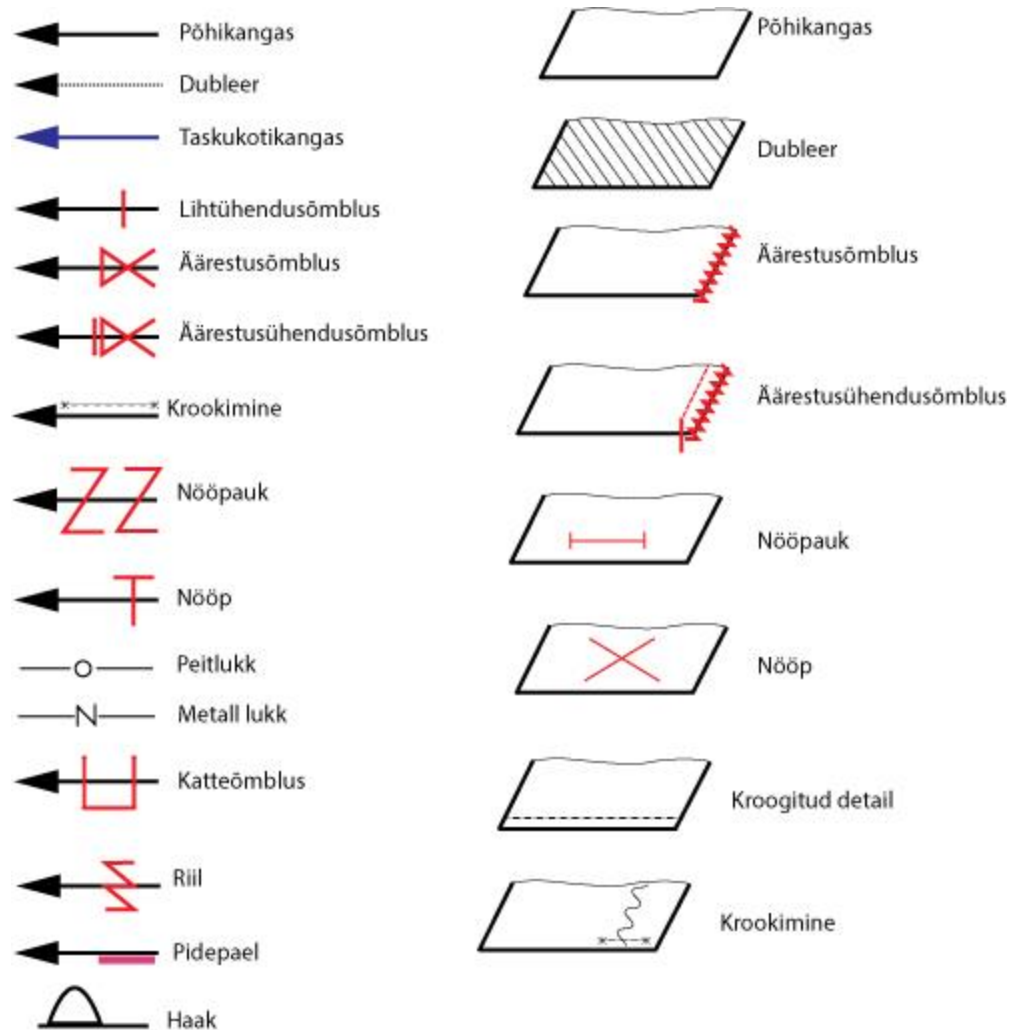 Põhikangas
Dubleer
Taskukotikangas
Lihtühendusõmblus
Äärestusõmblus
Äärestusühendusõmblus
Krookimine
Nööpauk
Nööp
Peitlukk
Metall lukk
Katteõmblus
Riil
Pidepael
Haak
Põhikangas
Dubleer
Äärestusõmblus
Äärestusühendusõmblus
Nööpauk
Nööp
Kroogitud detail
Krookimine